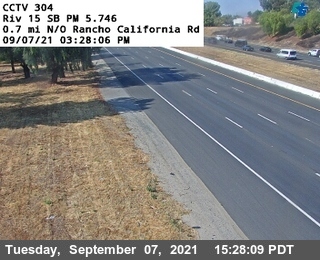 CCTV 304
Riv 15 SB PM 5.746
0.7 mi N/O Rancho California Rd
09/07/21 03:28:06 PM
Tuesday, September 07, 2021 15:28:09 PDT